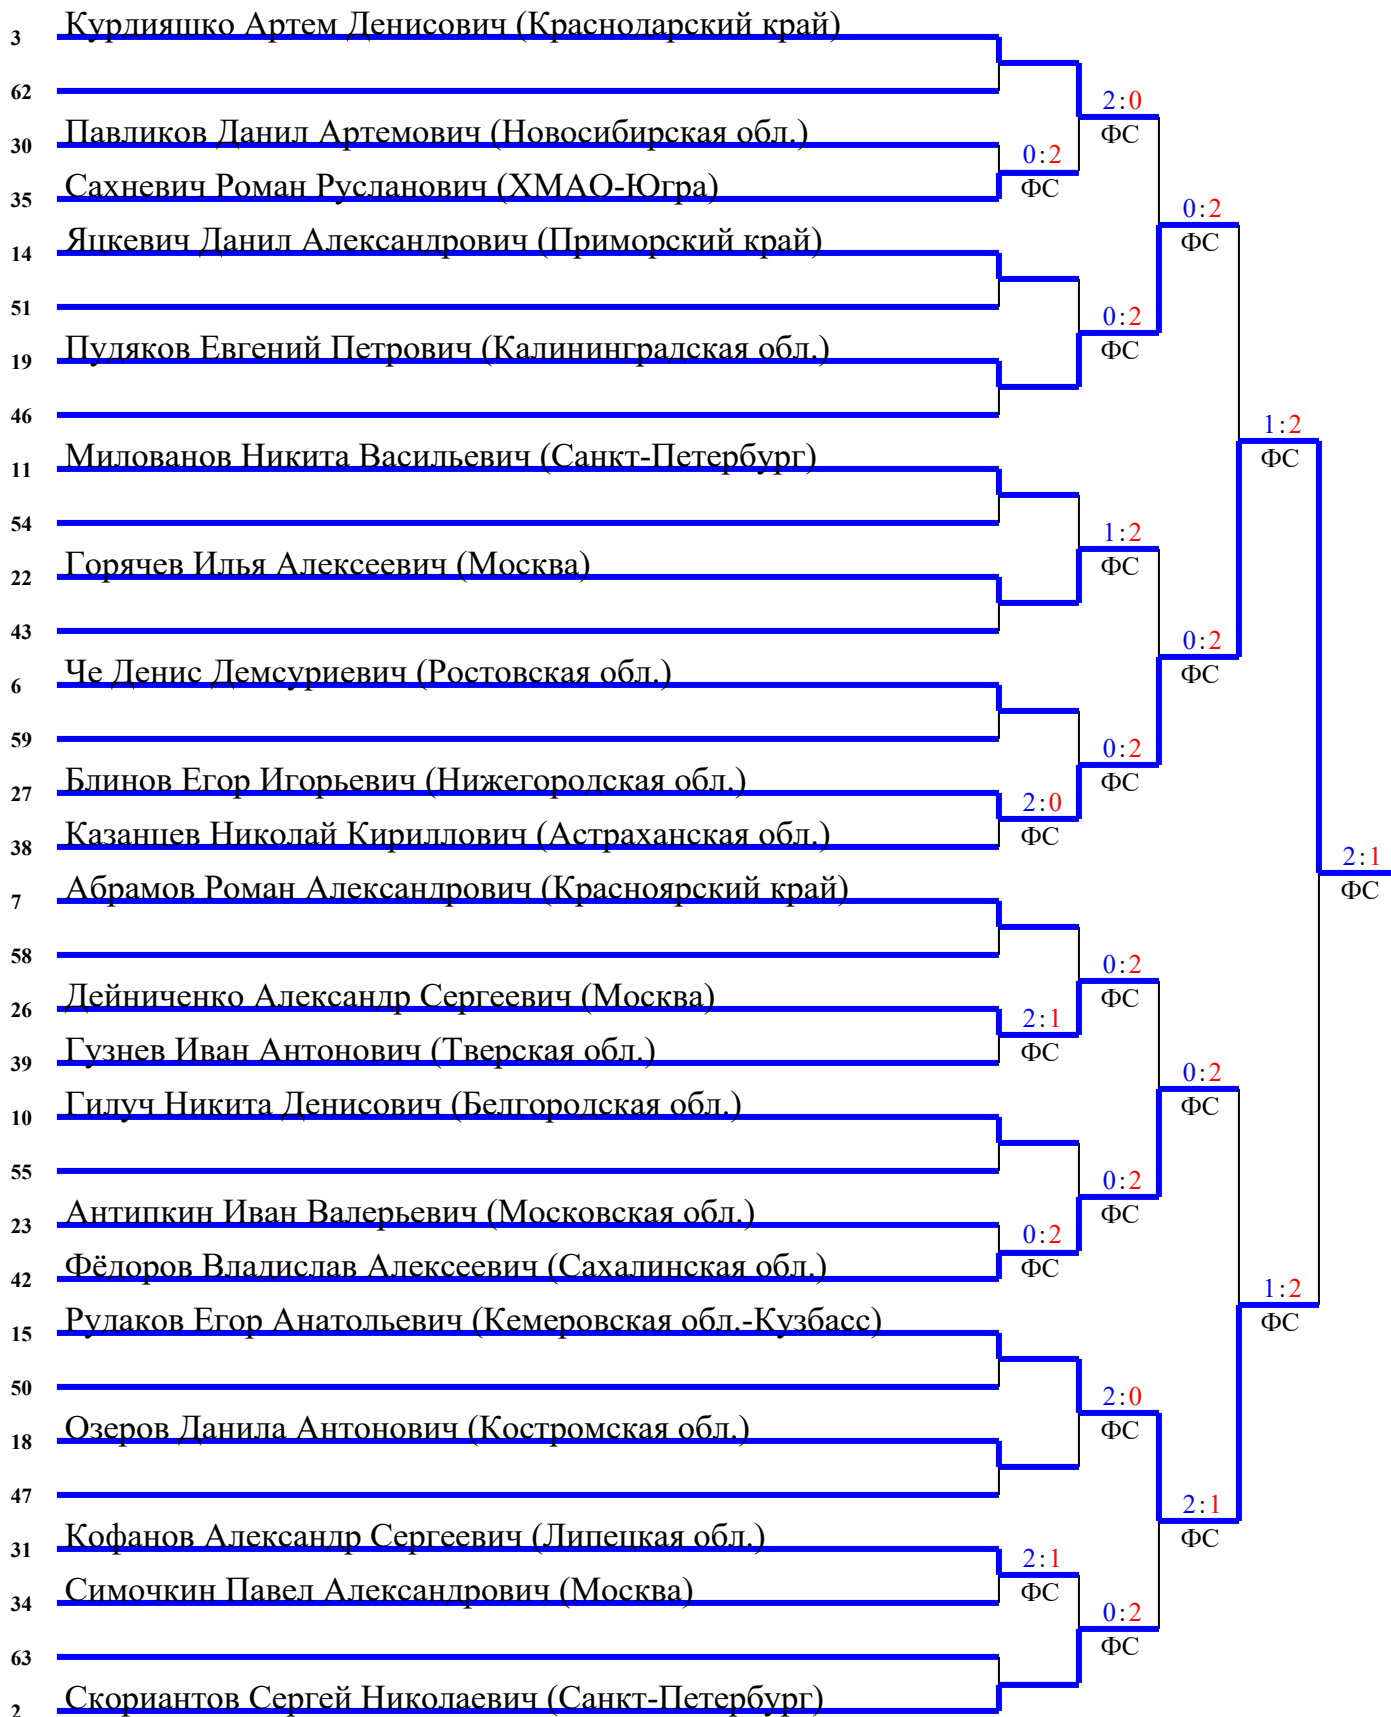 3 Курдияшко Артем Денисович (Краснодарский край)
62
2:0
ФС
30 Павликов Данил Артемович (Новосибирская обл.)
0:2
ФС
35 Сахневич Роман Русланович (ХМАО-Югра)
0:2
ФС
14 Яцкевич Данил Александрович (Приморский край)
51
0:2
ФС
19 Пудяков Евгений Петрович (Калининградская обл.)
46
1:2
ФС
11 Милованов Никита Васильевич (Санкт-Петербург)
54
1:2
ФС
22 Горячев Илья Алексеевич (Москва)
43
0:2
ФС
6 Че Денис Демсуриевич (Ростовская обл.)
59
0:2
ФС
27 Блинов Егор Игорьевич (Нижегородская обл.)
2:0
ФС
38 Казанцев Николай Кириллович (Астраханская обл.)
2:1
ФС
7 Абрамов Роман Александрович (Красноярский край)
58
0:2
ФС
26 Дейниченко Александр Сергеевич (Москва)
2:1
ФС
39 Гузнев Иван Антонович (Тверская обл.)
0:2
ФС
10 Гилуч Никита Денисович (Белгородская обл.)
55
0:2
ФС
23 Антипкин Иван Валерьевич (Московская обл.)
0:2
ФС
42 Фёдоров Владислав Алексеевич (Сахалинская обл.)
1:2
ФС
15 Рудаков Егор Анатольевич (Кемеровская обл.-Кузбасс)
50
2:0
ФС
18 Озеров Данила Антонович (Костромская обл.)
47
2:1
ФС
31 Кофанов Александр Сергеевич (Липецкая обл.)
2:1
ФС
34 Симочкин Павел Александрович (Москва)
0:2
ФС
63
2 Скориантов Сергей Николаевич (Санкт-Петербург)